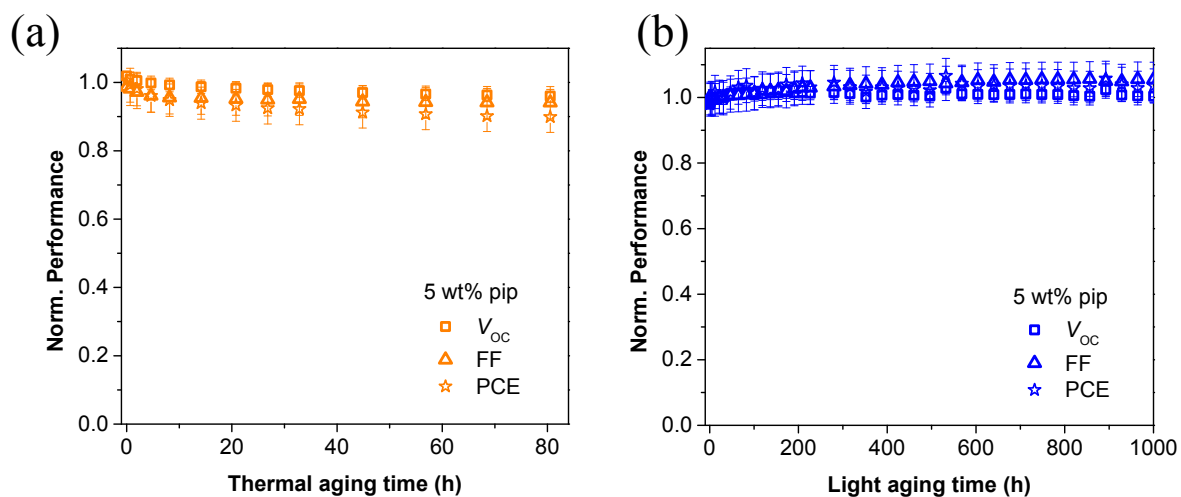 (a)
Norm. Performance
1.0
0.8
0.6
0.4
0.2
0.0
5 wt% pip
VOC
FF
PCE
0 20 40 60 80
Thermal aging time (h)
(b)
Norm. Performance
1.0
0.8
0.6
0.4
0.2
0.0
5 wt% pip
VOC
FF
PCE
0 200 400 600 800 1000
Light aging time (h)